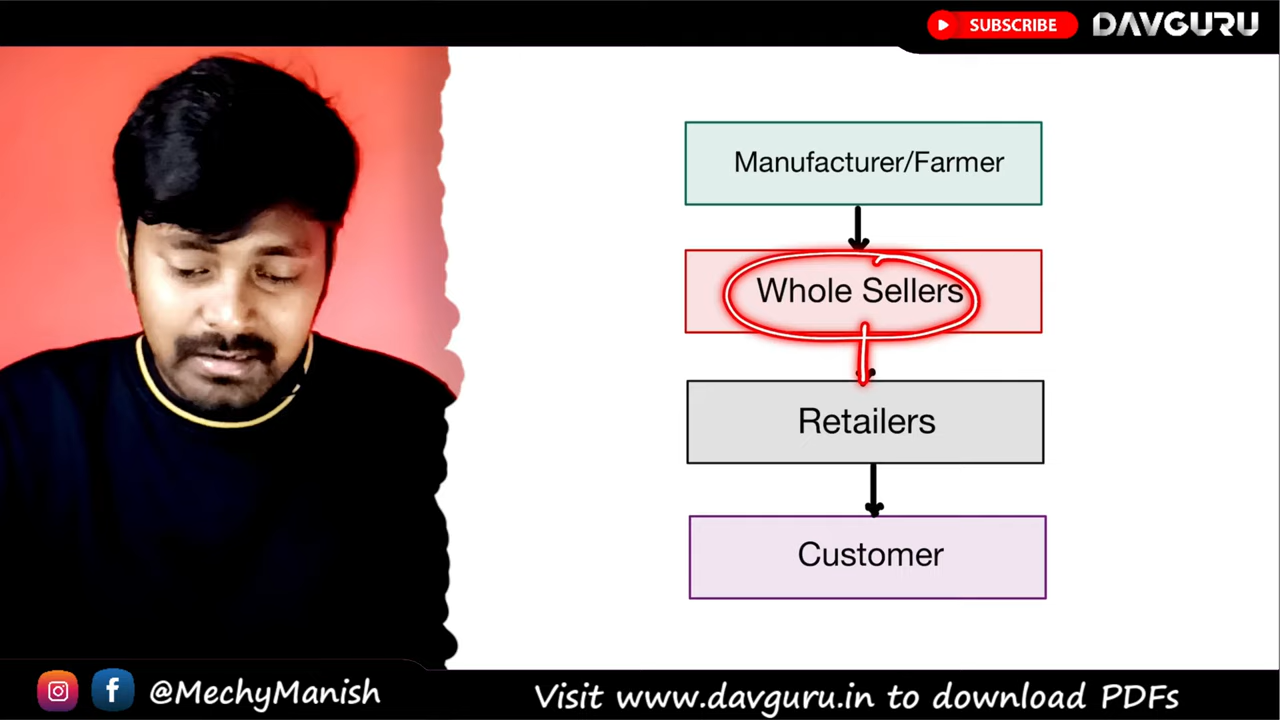 SUBSCRIBE DAVGURU
Manufacturer/Farmer
Whole Sellers
Retailers
Customer
@MechyManish
Visit www.davguru.in to download PDFs